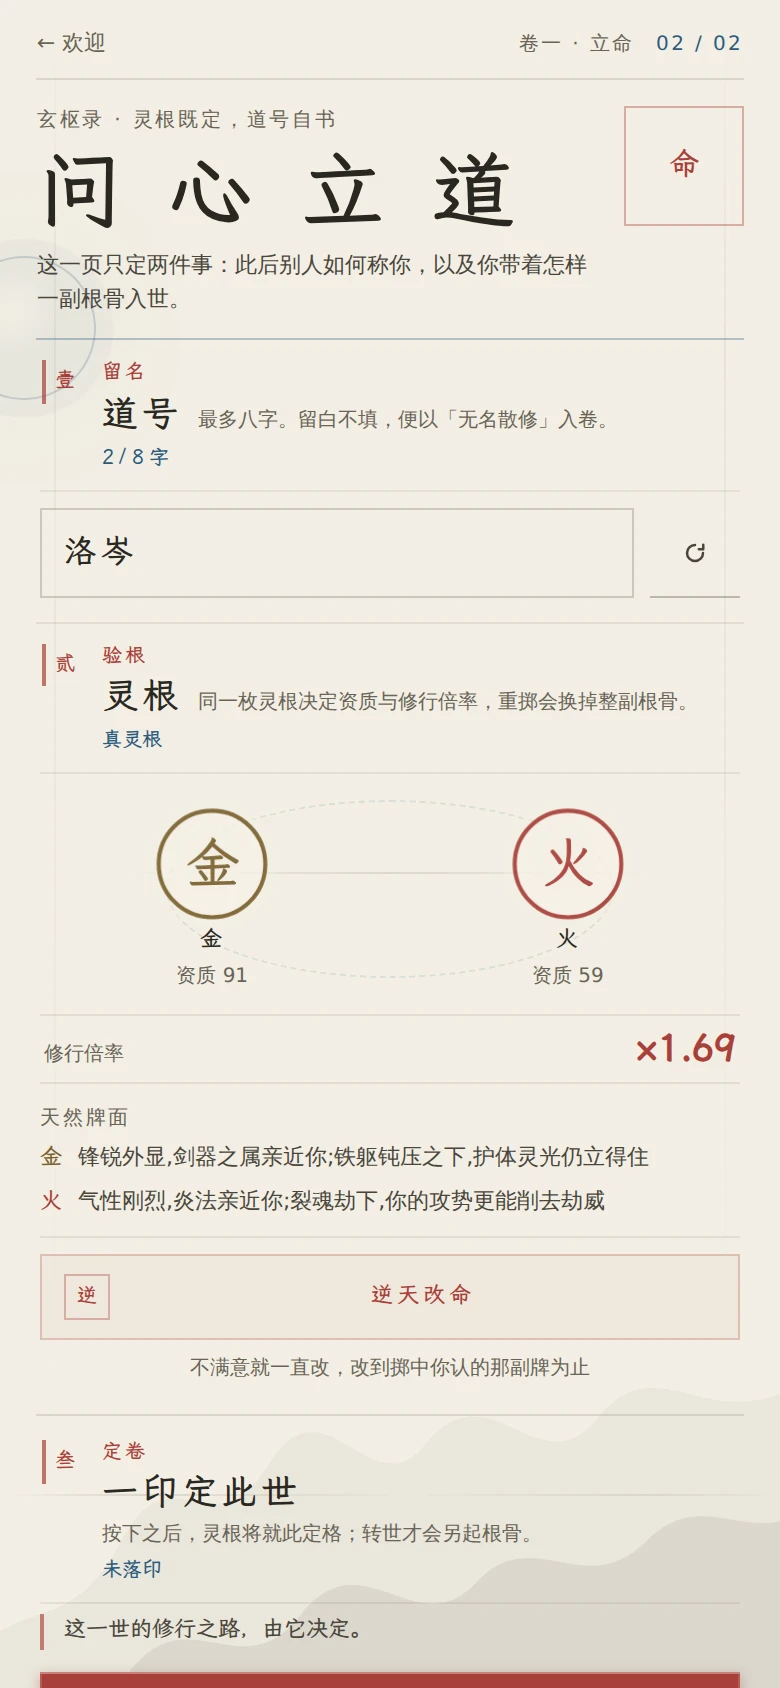 ← 欢迎
卷一 · 立命 02 / 02
玄枢录 · 灵根既定，道号自书
命
问心立道
这一页只定两件事：此后别人如何称你，以及你带着怎样
一副根骨入世。
壹 留名
道号 最多八字。留白不填，便以「无名散修」入卷。
2 / 8 字
洛岑
贰 验根
灵根 同一枚灵根决定资质与修行倍率，重掷会换掉整副根骨。
真灵根
金 火
金 火
资质 91 资质 59
修行倍率 ×1.69
天然牌面
金 锋锐外显,剑器之属亲近你;铁躯钝压之下,护体灵光仍立得住
火 气性刚烈,炎法亲近你;裂魂劫下,你的攻势更能削去劫威
逆 逆天改命
不满意就一直改，改到掷中你认的那副牌为止
叁 定卷
一印定此世
按下之后，灵根将就此定格；转世才会另起根骨。
未落印
这一世的修行之路，由它决定。